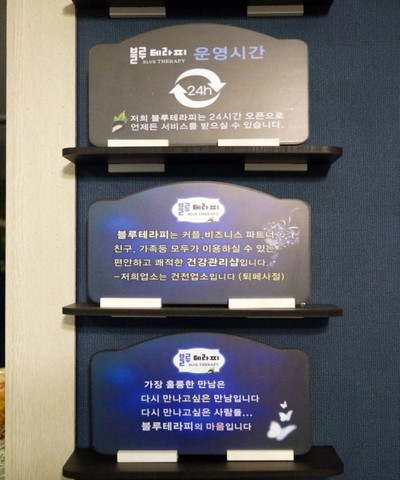 블루테라피 운영시간
BLUE THERAPY
24h
저희 블루테라피는 24시간 오픈으로
언제든 서비스를 받으실 수 있습니다.
블루테라피
BLUE THERAPY
블루테라피는 커플,비즈니스 파트너
친구, 가족등 모두가 이용하실 수 있는
편안하고 쾌적한 건강관리샵입니다.
-저희업소는 건전업소입니다 (퇴폐사절)
블루테라피
BLUE THERAPY
가장 훌륭한 만남은
다시 만나고싶은 만남입니다
다시 만나고싶은 사람들...
블루테라피의 마음입니다